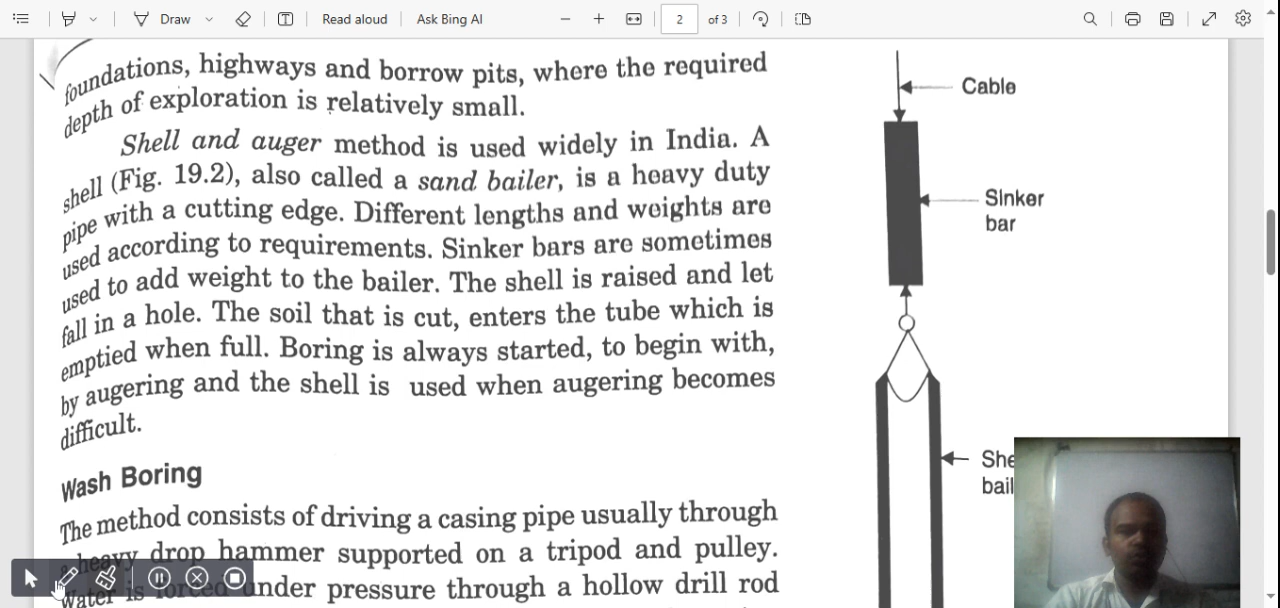 Draw
Read aloud
Ask Bing AI
2
of 3
foundations, highways and borrow pits, where the required
depth of exploration is relatively small.
Shell and auger method is used widely in India. A
shell (Fig. 19.2), also called a sand bailer, is a heavy duty
pipe with a cutting edge. Different lengths and weights are
used according to requirements. Sinker bars are sometimes
used to add weight to the bailer. The shell is raised and let
fall in a hole. The soil that is cut, enters the tube which is
emptied when full. Boring is always started, to begin with,
by augering and the shell is used when augering becomes
difficult.
Wash Boring
The method consists of driving a casing pipe usually through
heavy drop hammer supported on a tripod and pulley.
Water is forced under pressure through a hollow drill rod
Cable
Sinker
bar